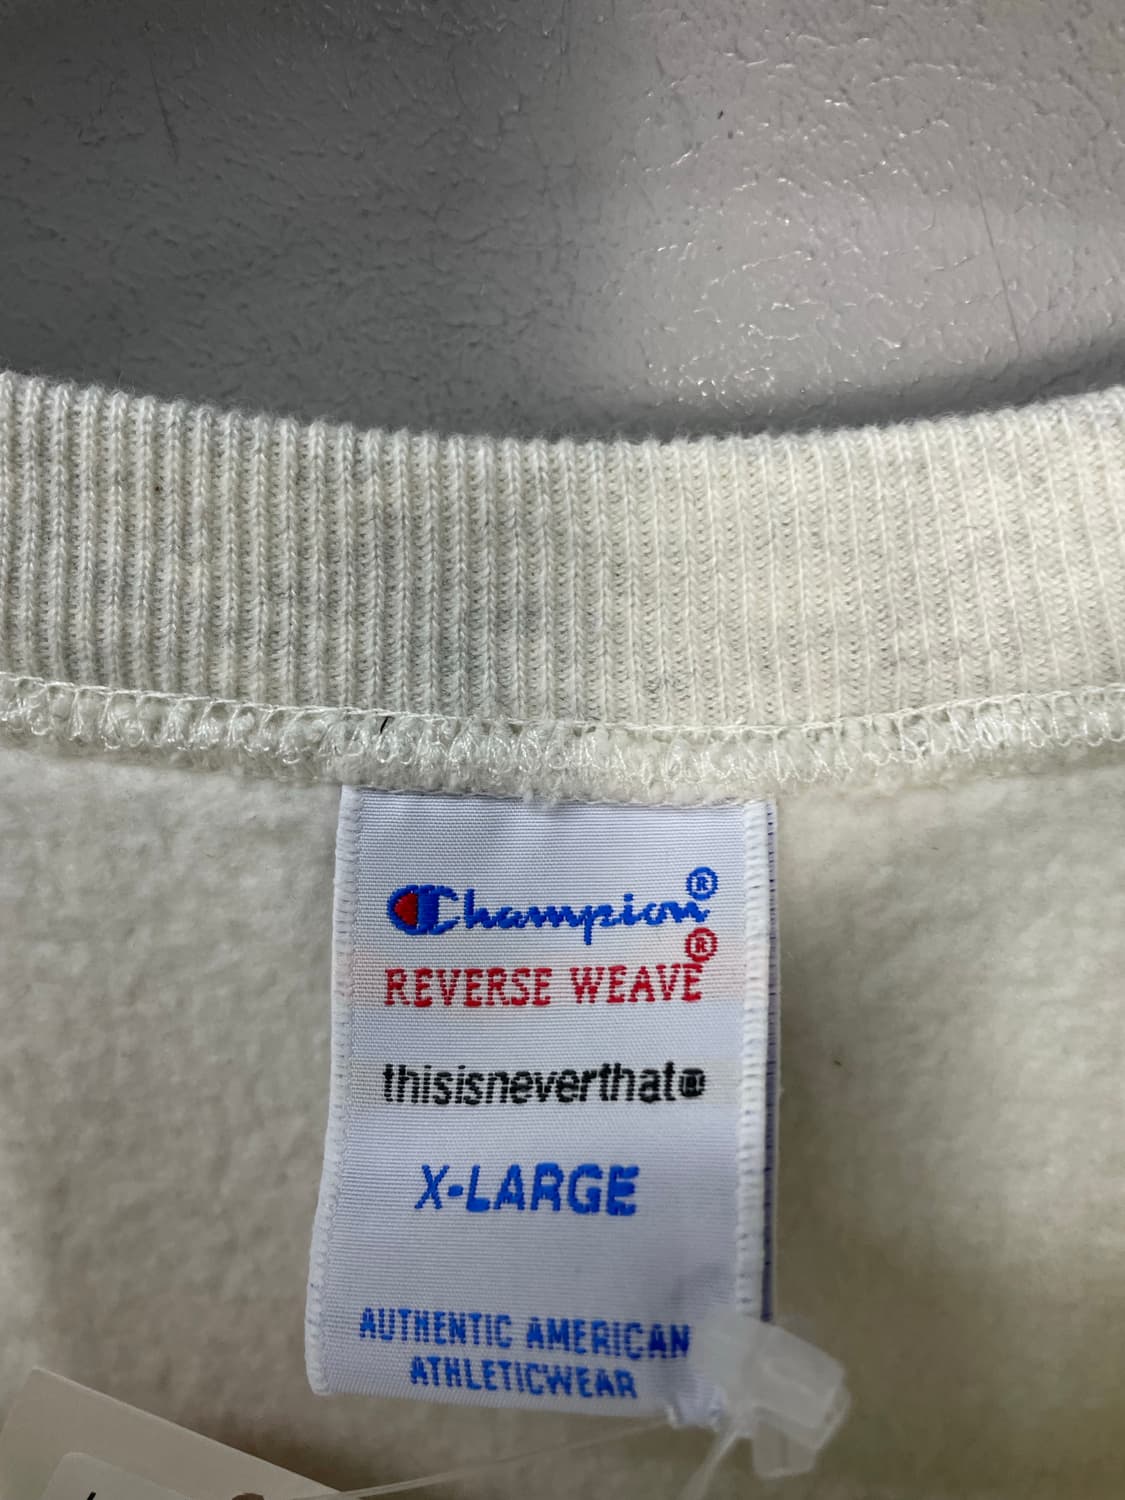 Champion®
REVERSE WEAVE®
thisisneverthat®
X-LARGE
AUTHENTIC AMERICAN
ATHLETICWEAR